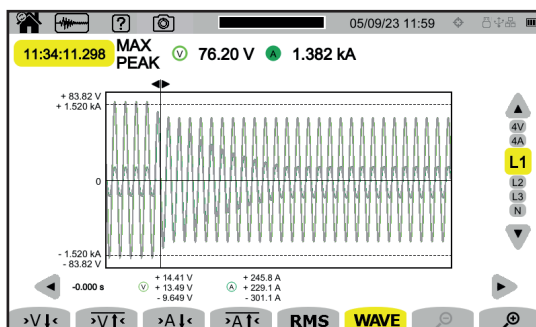 ?
05/09/23 11:59
11:34:11.298
MAX
PEAK
V 76.20 V A 1.382 kA
+ 83.82 V
+ 1.520 kA
0
- 1.520 kA
- 83.82 V
4V
4A
L1
L2
L3
N
-0.000 s
V
+ 14.41 V
+ 13.49 V
- 9.649 V
A
+ 245.8 A
+ 229.1 A
- 301.1 A
>V↓< >V↑< >A↓< >A↑< RMS WAVE